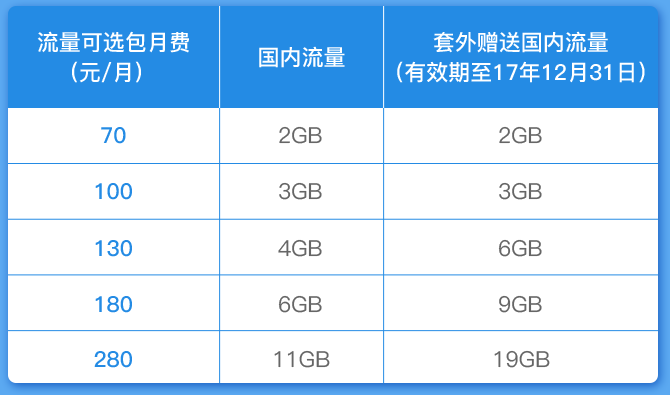 流量可选包月费
（元/月）
国内流量
套外赠送国内流量
（有效期至17年12月31日）
70
2GB
2GB
100
3GB
3GB
130
4GB
6GB
180
6GB
9GB
280
11GB
19GB